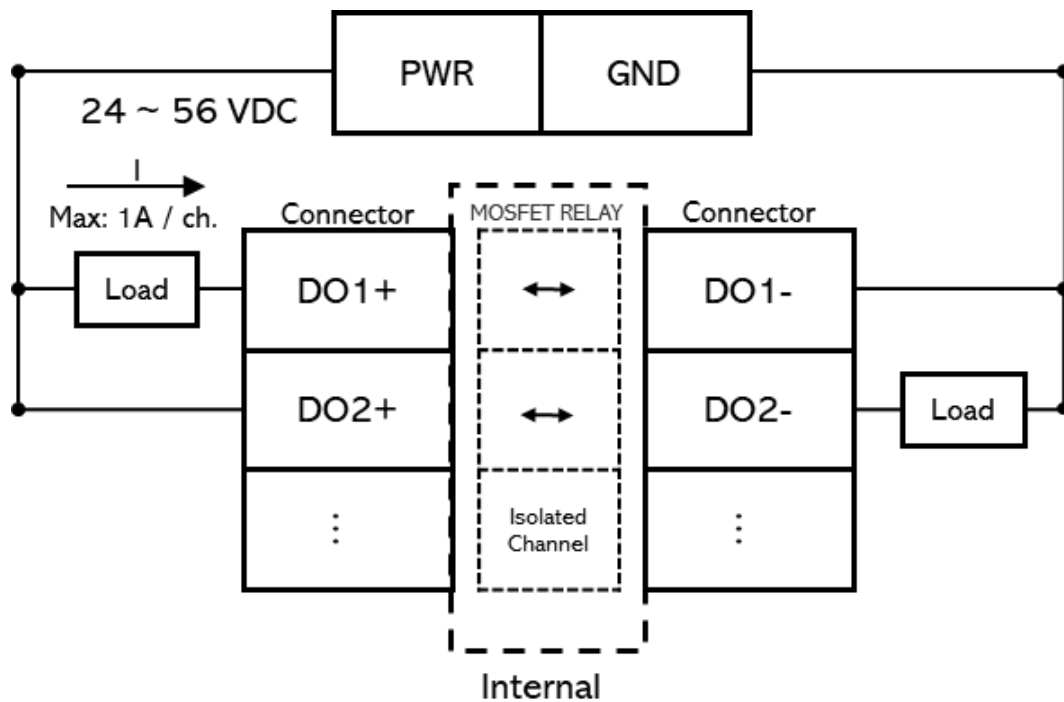 PWR
GND
24 ~ 56 VDC
I
Max: 1A / ch.
Connector
MOSFET RELAY
Connector
Load
DO1+
DO1-
DO2+
DO2-
Load
⋮
Isolated
Channel
⋮
Internal